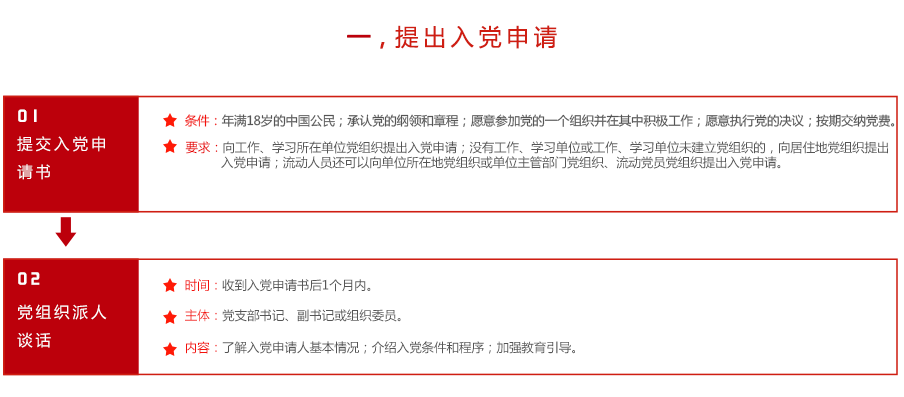 一，提出入党申请
01
提交入党申
请书
条件：年满18岁的中国公民；承认党的纲领和章程；愿意参加党的一个组织并在其中积极工作；愿意执行党的决议；按期交纳党费。
要求：向工作、学习所在单位党组织提出入党申请；没有工作、学习单位或工作、学习单位未建立党组织的，向居住地党组织提出
入党申请；流动人员还可以向单位所在地党组织或单位主管部门党组织、流动党员党组织提出入党申请。
02
党组织派人
谈话
时间：收到入党申请书后1个月内。
主体：党支部书记、副书记或组织委员。
内容：了解入党申请人基本情况；介绍入党条件和程序；加强教育引导。